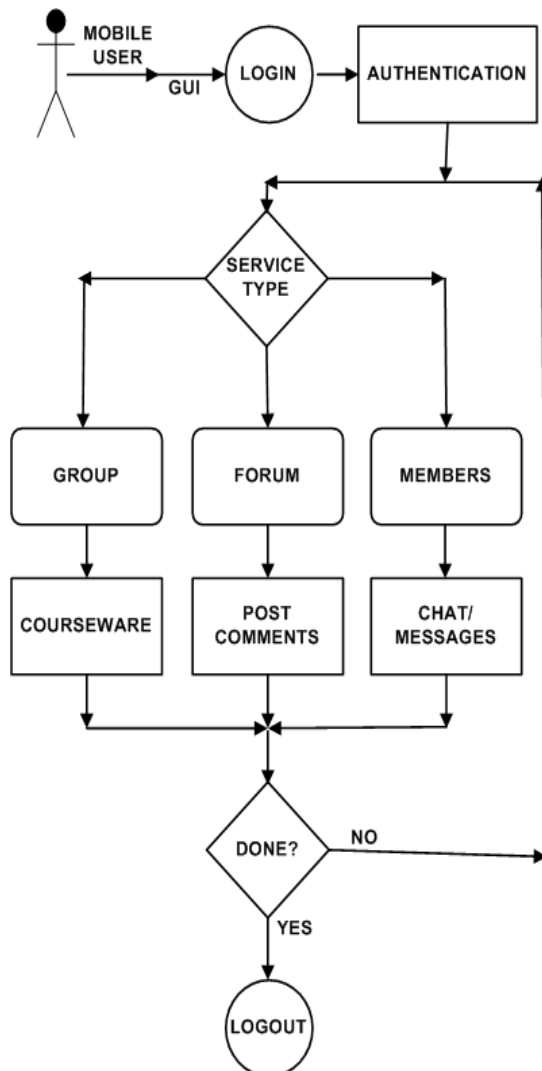 MOBILE
USER
GUI
LOGIN
AUTHENTICATION
SERVICE
TYPE
GROUP
FORUM
MEMBERS
COURSEWARE
POST
COMMENTS
CHAT/
MESSAGES
DONE?
NO
YES
LOGOUT